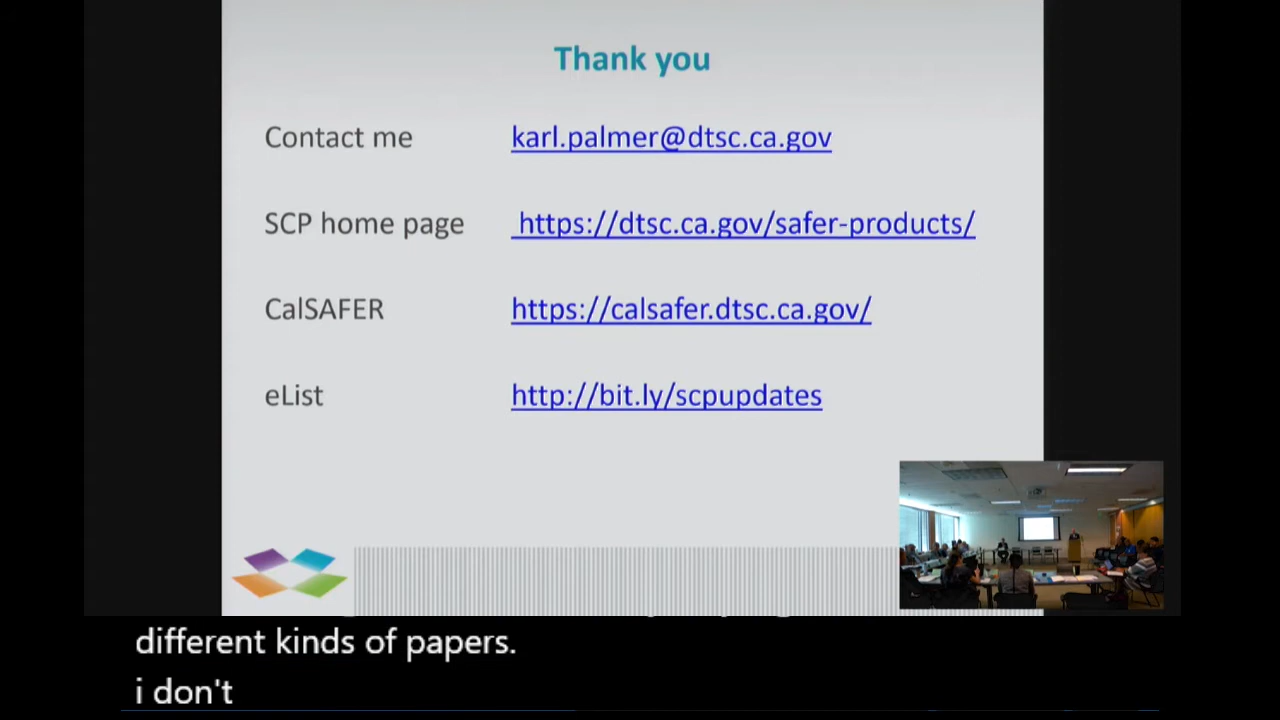 Thank you
Contact me karl.palmer@dtsc.ca.gov
SCP home page https://dtsc.ca.gov/safer-products/
CalSAFER https://calsafer.dtsc.ca.gov/
eList http://bit.ly/scpupdates
different kinds of papers.
i don't